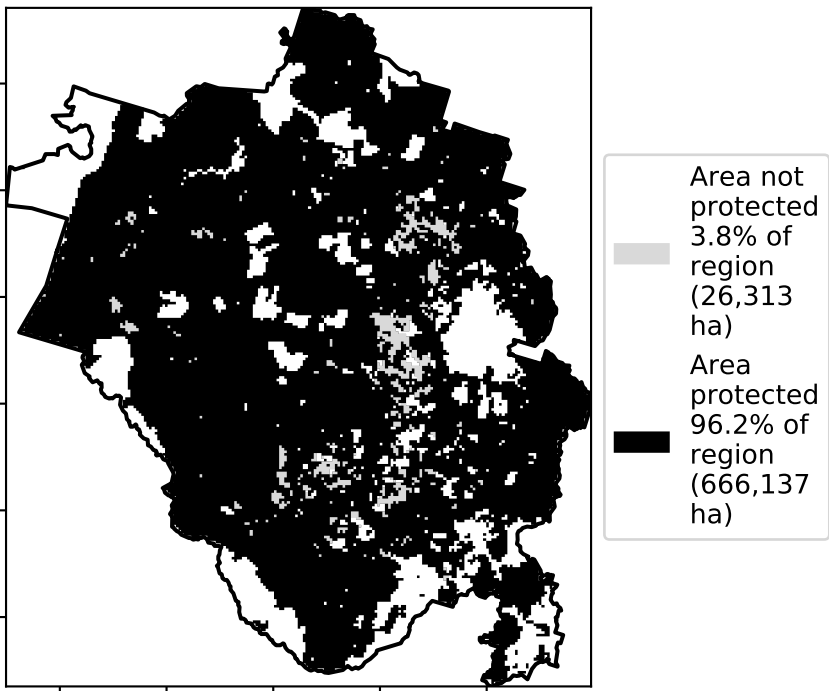 Area not
protected
3.8% of
region
(26,313
ha)
Area
protected
96.2% of
region
(666,137
ha)